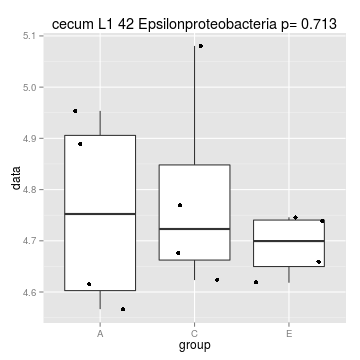 cecum L1 42 Epsilonproteobacteria p= 0.713
data
5.1
5.0
4.9
4.8
4.7
4.6
A C E
group